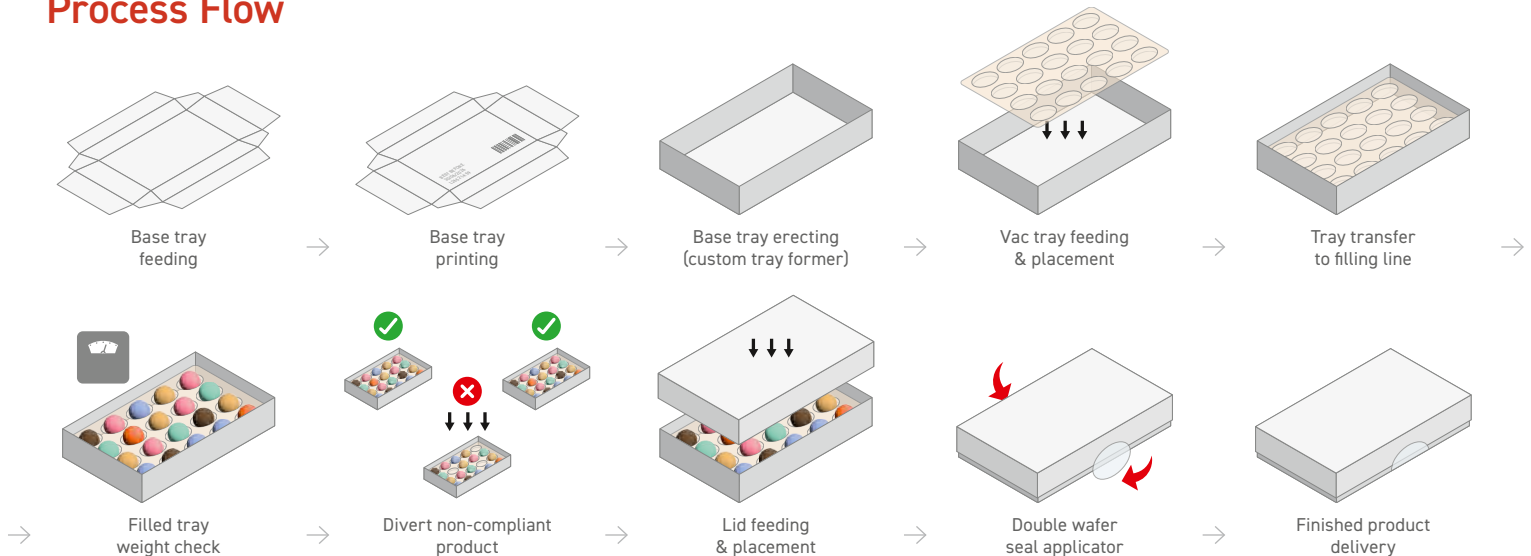 Process Flow
Base tray
feeding
Base tray
printing
Base tray erecting
(custom tray former)
Vac tray feeding
& placement
Tray transfer
to filling line
Filled tray
weight check
Divert non-compliant
product
Lid feeding
& placement
Double wafer
seal applicator
Finished product
delivery